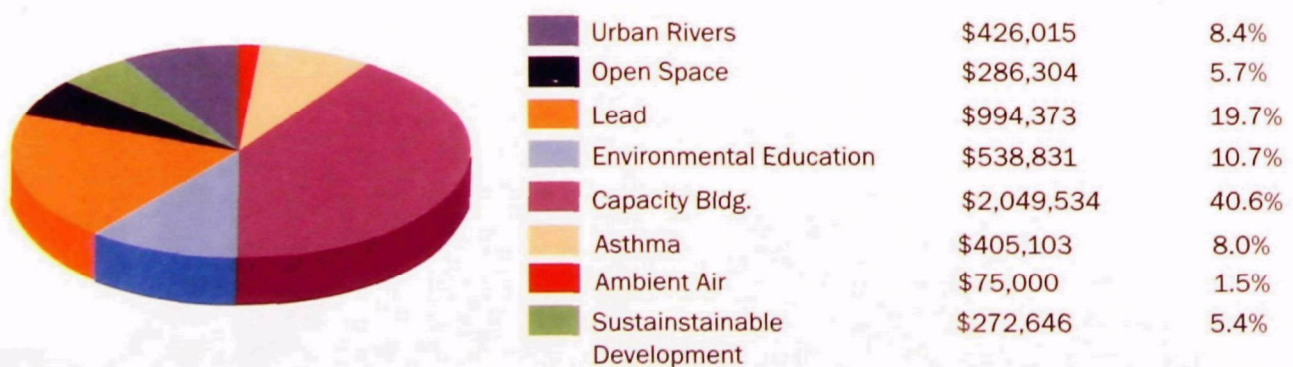 Urban Rivers $426,015 8.4%
Open Space $286,304 5.7%
Lead $994,373 19.7%
Environmental Education $538,831 10.7%
Capacity Bldg. $2,049,534 40.6%
Asthma $405,103 8.0%
Ambient Air $75,000 1.5%
Sustainstainable $272,646 5.4%
Development